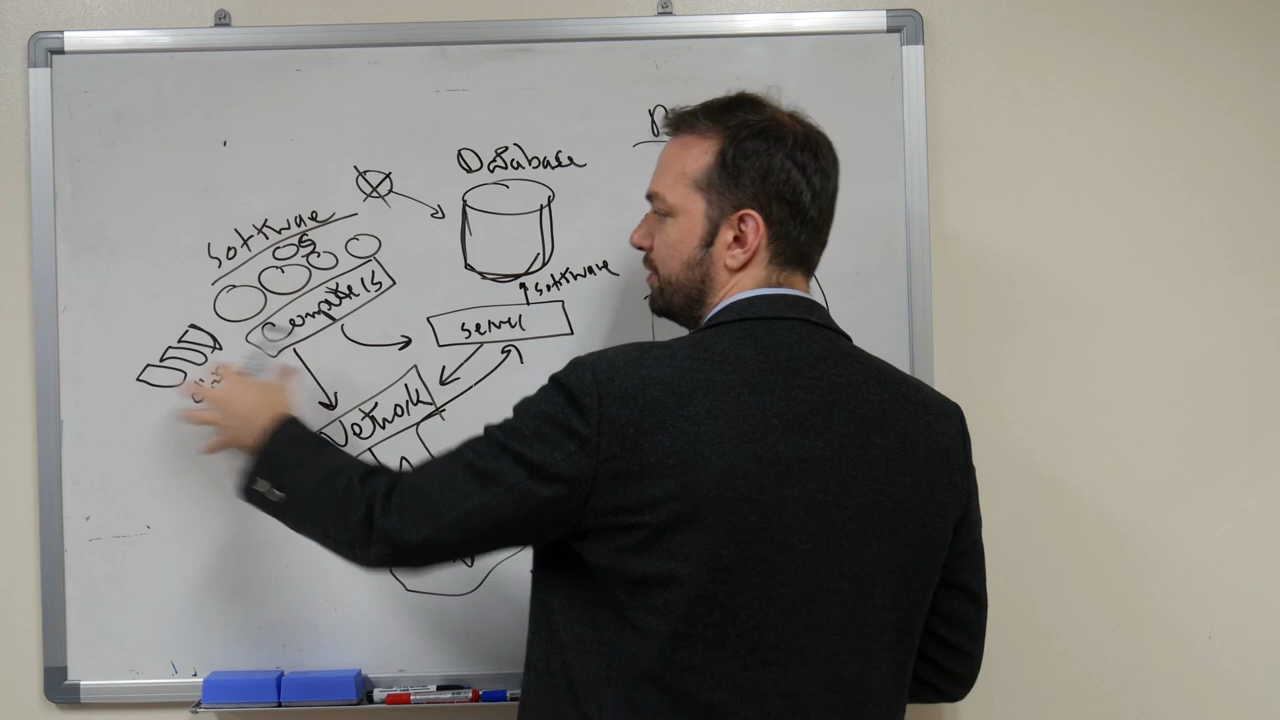 Database
Software
OS
Computers
software
server
Network